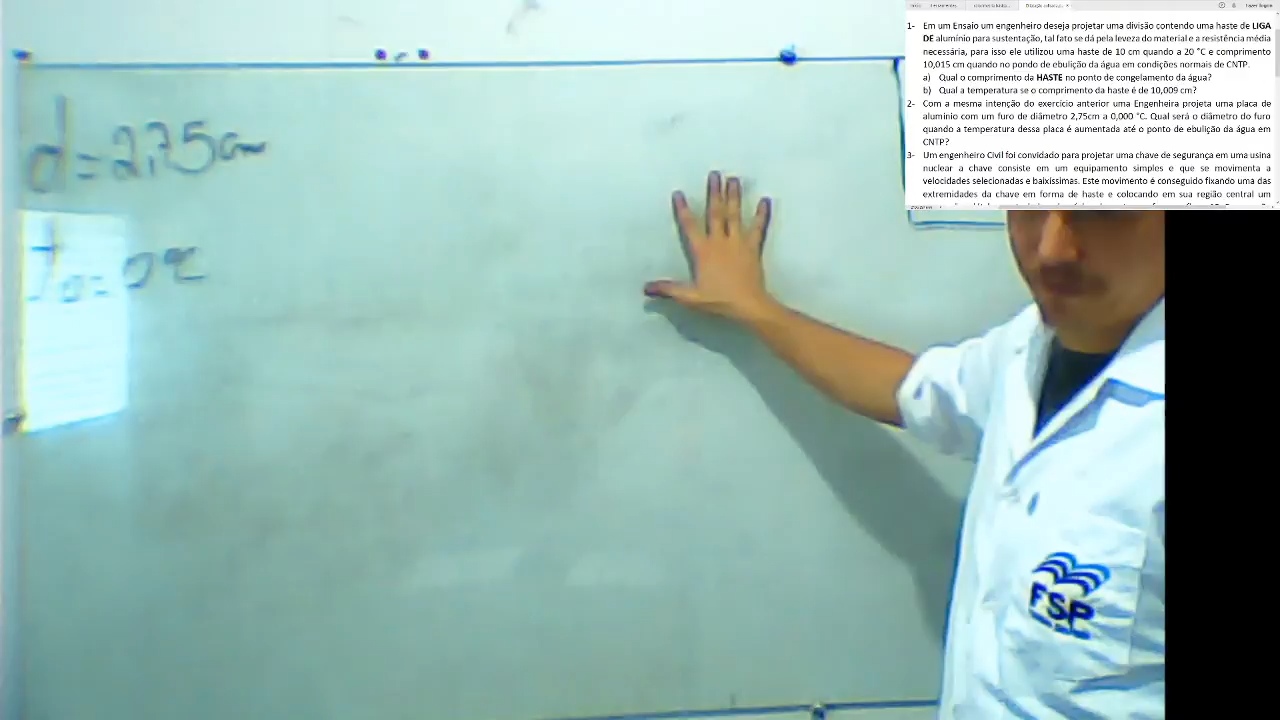 1- Em um Ensaio um engenheiro deseja projetar uma divisão contendo uma haste de LIGA
DE alumínio para sustentação, tal fato se dá pela leveza do material e a resistência média
necessária, para isso ele utilizou uma haste de 10 cm quando a 20 °C e comprimento
10,015 cm quando no pondo de ebulição da água em condições normais de CNTP.
a) Qual o comprimento da HASTE no ponto de congelamento da água?
b) Qual a temperatura se o comprimento da haste é de 10,009 cm?
2- Com a mesma intenção do exercício anterior uma Engenheira projeta uma placa de
alumínio com um furo de diâmetro 2,75cm a 0,000 °C. Qual será o diâmetro do furo
quando a temperatura dessa placa é aumentada até o ponto de ebulição da água em
CNTP?
3- Um engenheiro Civil foi convidado para projetar uma chave de segurança em uma usina
nuclear a chave consiste em um equipamento simples e que se movimenta a
velocidades selecionadas e baixíssimas. Este movimento é conseguido fixando uma das
extremidades da chave em forma de haste e colocando em sua região central um
d = 2,75 cm
t₀ = 0 °C
FSP